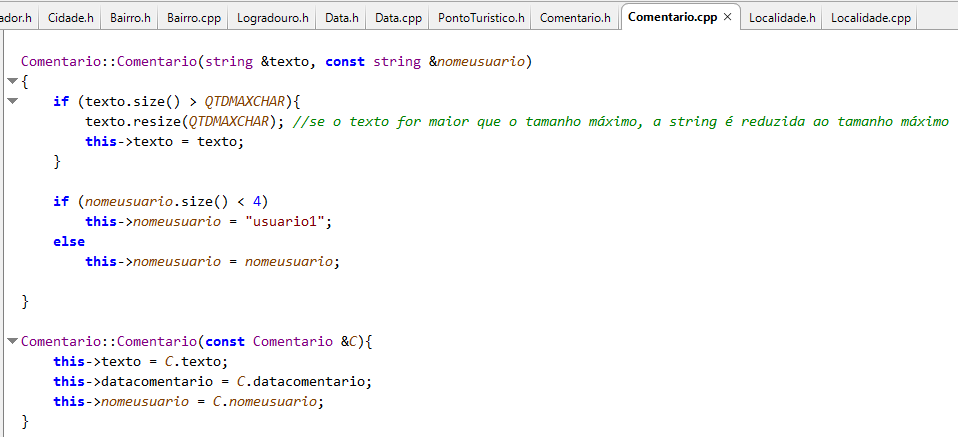 ador.h Cidade.h Bairro.h Bairro.cpp Logradouro.h Data.h Data.cpp PontoTuristico.h Comentario.h Comentario.cpp × Localidade.h Localidade.cpp
Comentario::Comentario(string &texto, const string &nomeusuario)
{
if (texto.size() > QTDMAXCHAR){
texto.resize(QTDMAXCHAR); //se o texto for maior que o tamanho máximo, a string é reduzida ao tamanho máximo
this->texto = texto;
}
if (nomeusuario.size() < 4)
this->nomeusuario = "usuario1";
else
this->nomeusuario = nomeusuario;
}
Comentario::Comentario(const Comentario &C){
this->texto = C.texto;
this->datacomentario = C.datacomentario;
this->nomeusuario = C.nomeusuario;
}